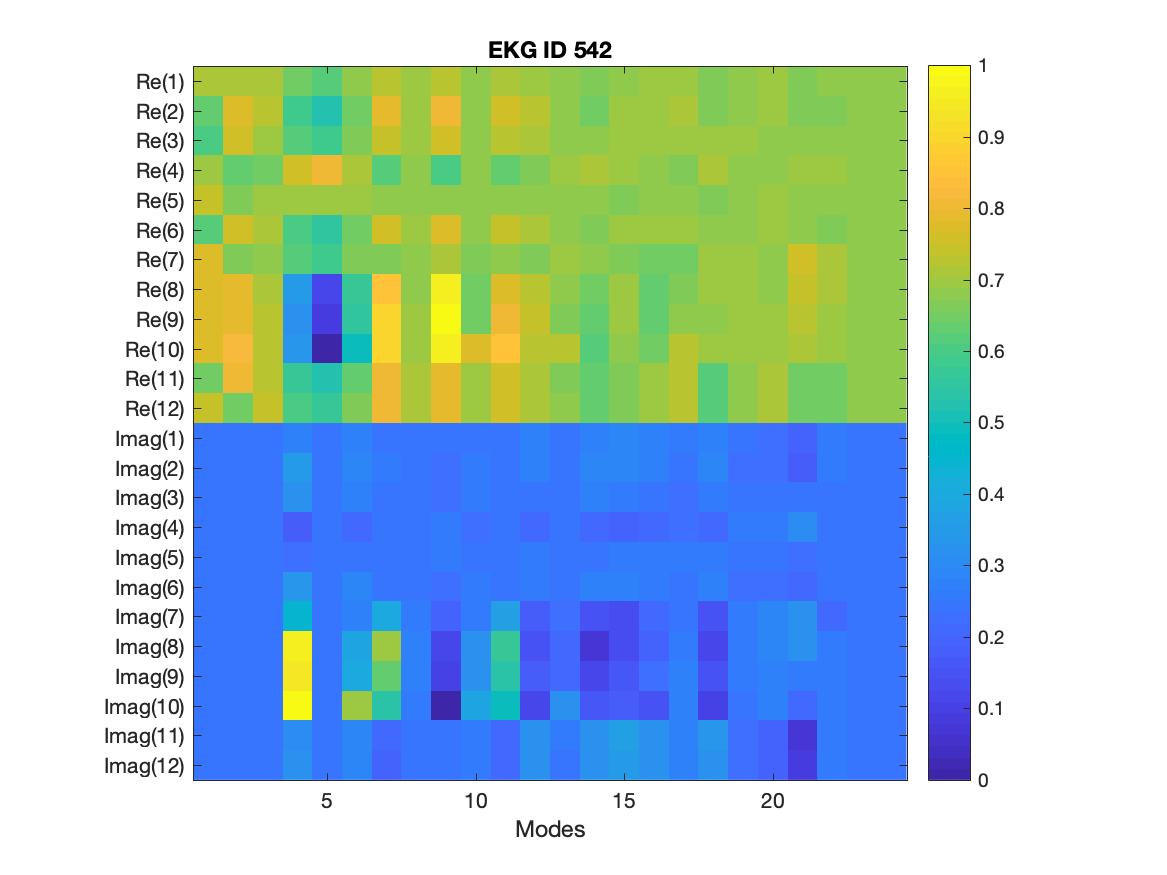 EKG ID 542
Re(1)
Re(2)
Re(3)
Re(4)
Re(5)
Re(6)
Re(7)
Re(8)
Re(9)
Re(10)
Re(11)
Re(12)
Imag(1)
Imag(2)
Imag(3)
Imag(4)
Imag(5)
Imag(6)
Imag(7)
Imag(8)
Imag(9)
Imag(10)
Imag(11)
Imag(12)
5 10 15 20
Modes
1
0.9
0.8
0.7
0.6
0.5
0.4
0.3
0.2
0.1
0